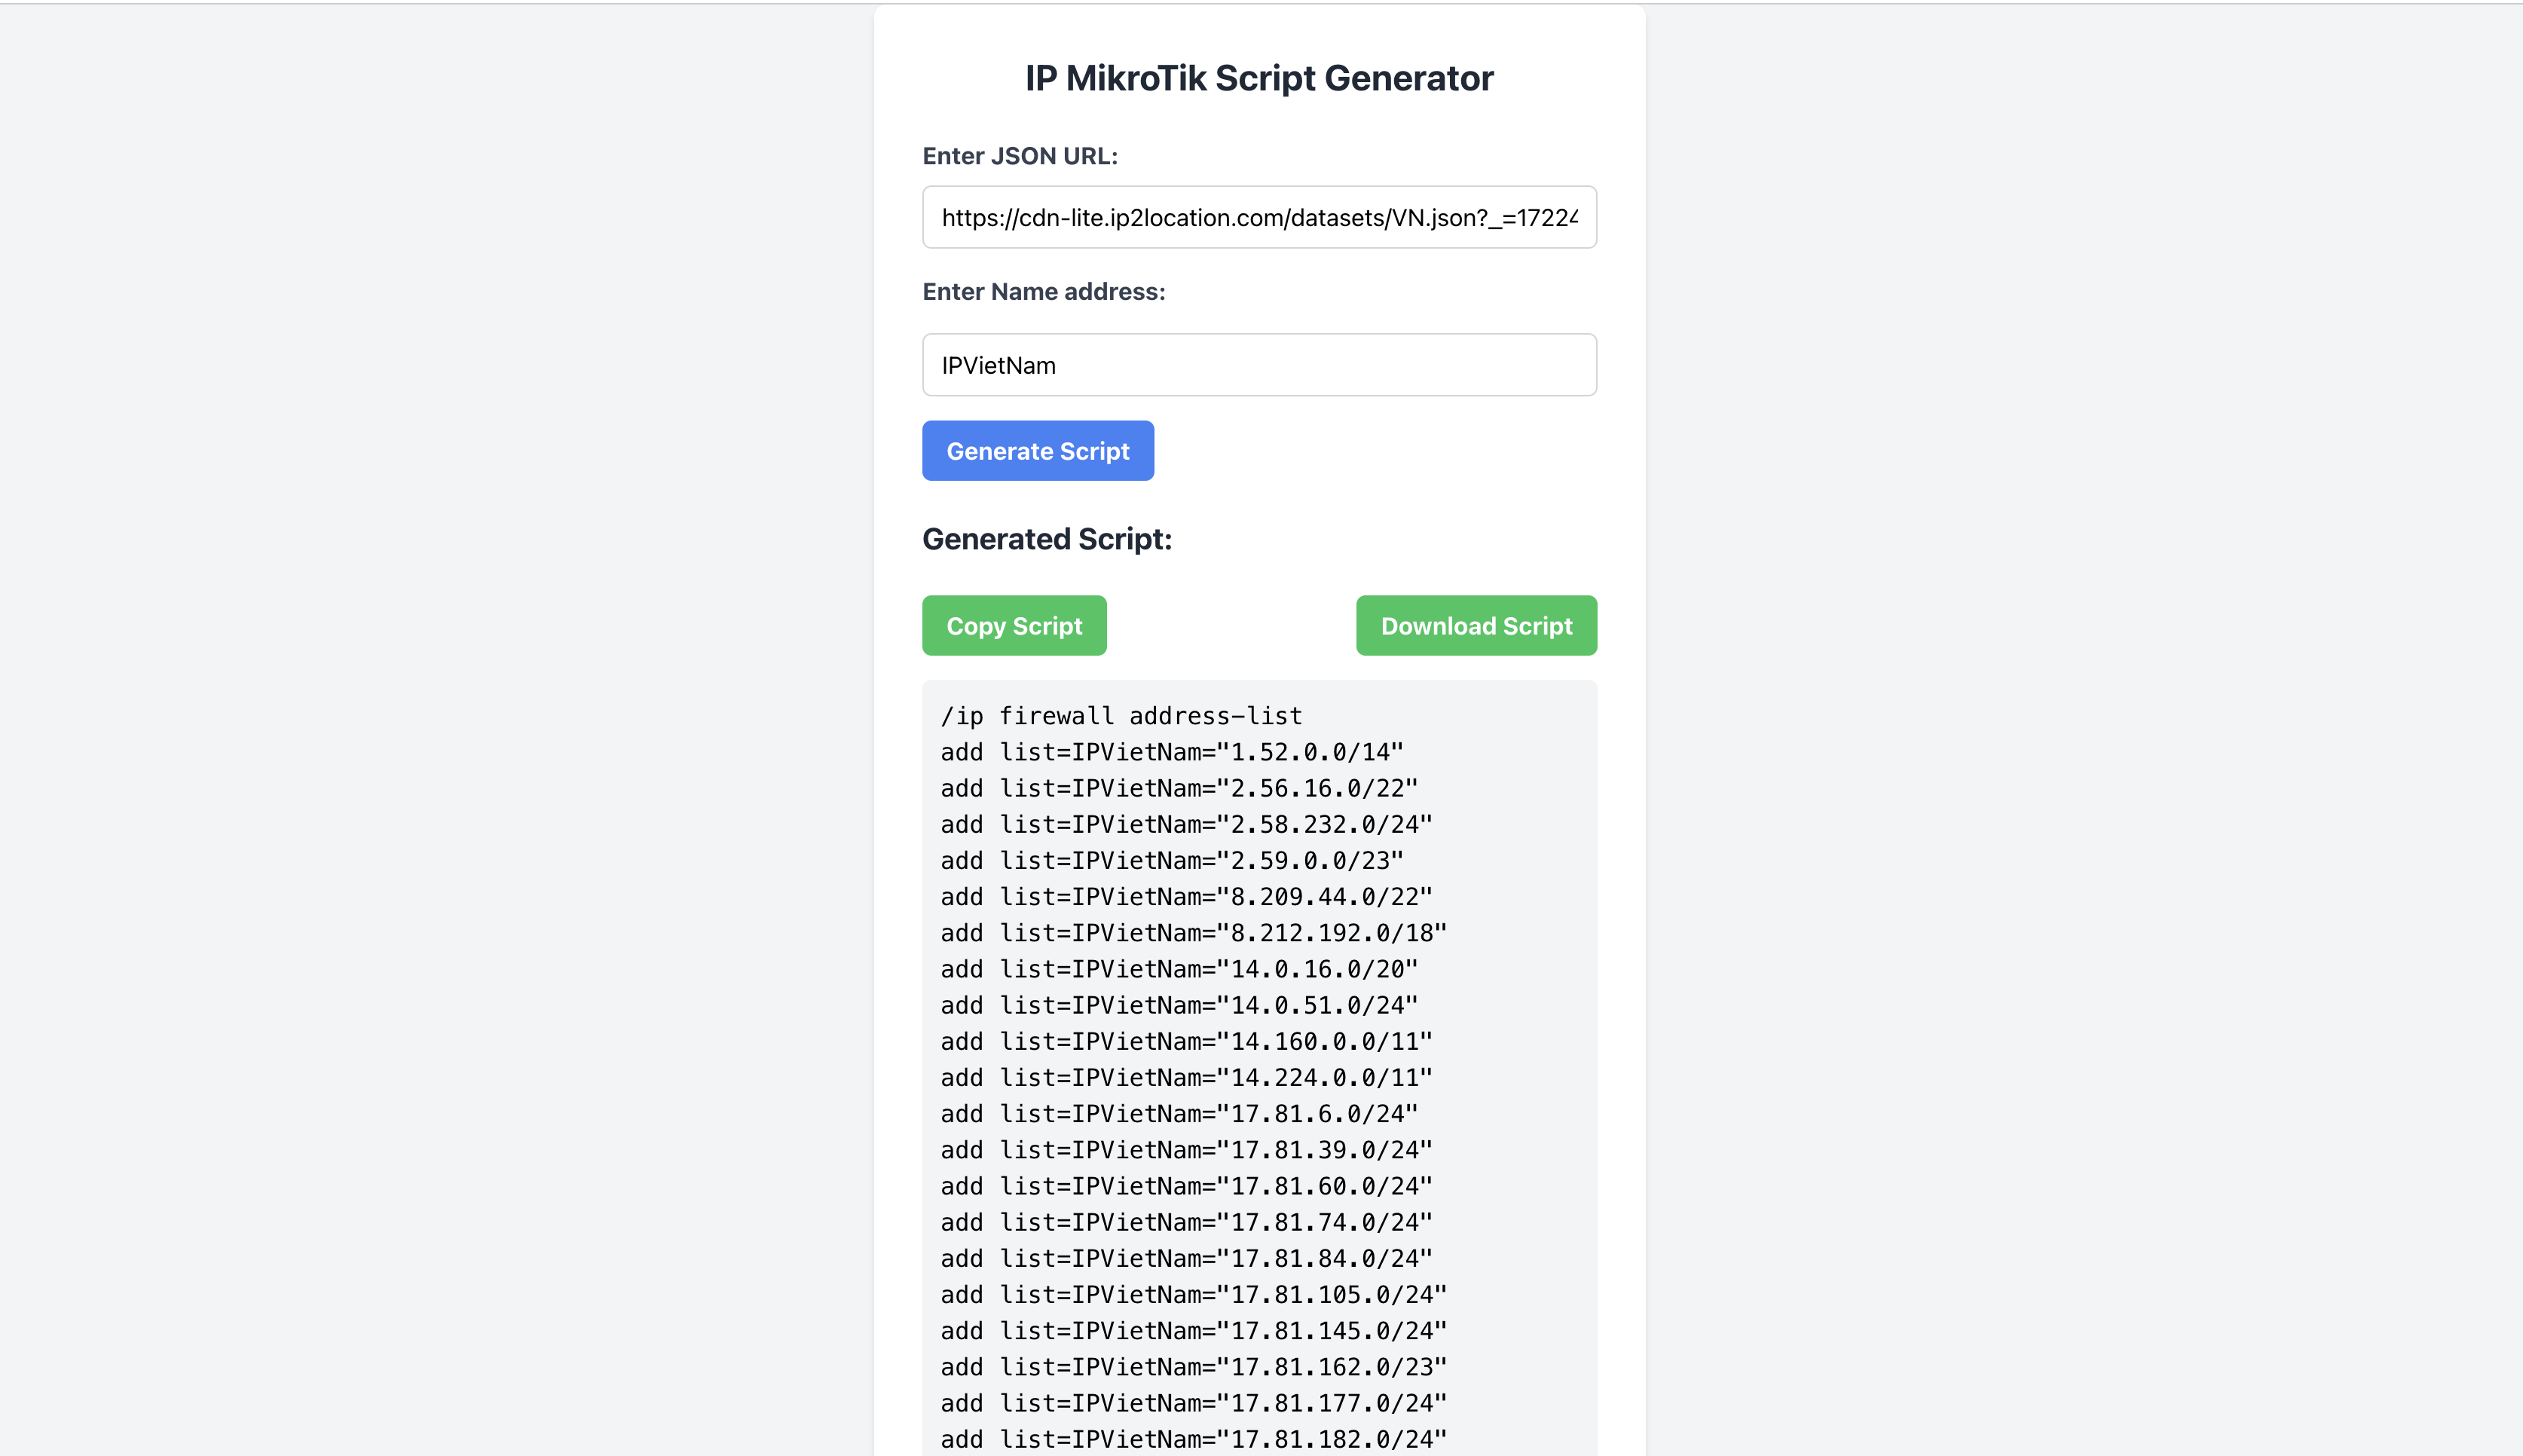 IP MikroTik Script Generator
Enter JSON URL:
https://cdn-lite.ip2location.com/datasets/VN.json?_=1722
Enter Name address:
IPVietNam
Generate Script
Generated Script:
Copy Script
Download Script
/ip firewall address-list
add list=IPVietNam="1.52.0.0/14"
add list=IPVietNam="2.56.16.0/22"
add list=IPVietNam="2.58.232.0/24"
add list=IPVietNam="2.59.0.0/23"
add list=IPVietNam="8.209.44.0/22"
add list=IPVietNam="8.212.192.0/18"
add list=IPVietNam="14.0.16.0/20"
add list=IPVietNam="14.0.51.0/24"
add list=IPVietNam="14.160.0.0/11"
add list=IPVietNam="14.224.0.0/11"
add list=IPVietNam="17.81.6.0/24"
add list=IPVietNam="17.81.39.0/24"
add list=IPVietNam="17.81.60.0/24"
add list=IPVietNam="17.81.74.0/24"
add list=IPVietNam="17.81.84.0/24"
add list=IPVietNam="17.81.105.0/24"
add list=IPVietNam="17.81.145.0/24"
add list=IPVietNam="17.81.162.0/23"
add list=IPVietNam="17.81.177.0/24"
add list=IPVietNam="17.81.182.0/24"